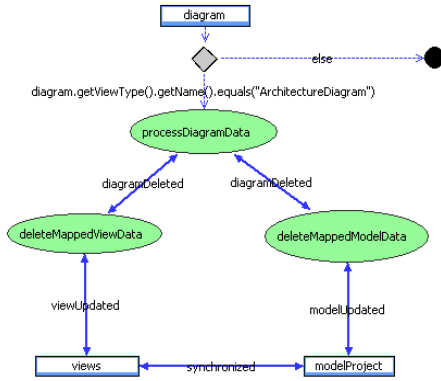 diagram
else
diagram.getViewType().getName().equals("ArchitectureDiagram")
processDiagramData
diagramDeleted
diagramDeleted
deleteMappedViewData
deleteMappedModelData
viewUpdated
modelUpdated
views
synchronized
modelProject